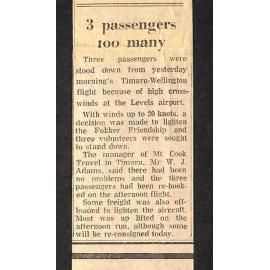 3 passengers
too many
Three passengers were
stood down from yesterday
morning's Timaru-Wellington
flight because of high cross-
winds at the Levels airport.
With winds up to 20 knots, a
decision was made to lighten
the Fokker Friendship and
three volunteers were sought
to stand down.
The manager of Mt Cook
Travel in Timaru, Mr W. J.
Adams, said there had been
no problems and the three
passengers had been re-book-
ed on the afternoon flight.
Some freight was also off-
loaded to lighten the aircraft.
Most was up lifted on the
afternoon run, although some
will be re-consigned today.